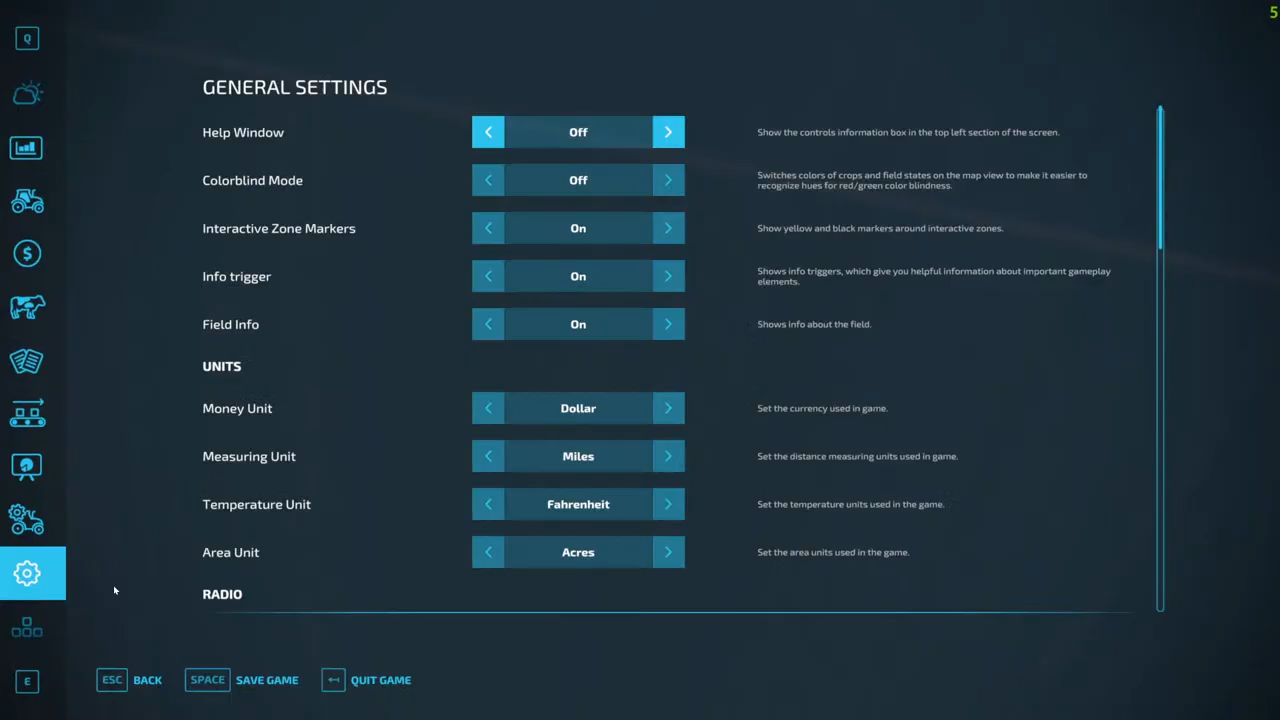 5
Q
GENERAL SETTINGS
Help Window Off Show the controls information box in the top left section of the screen.
Colorblind Mode Off Switches colors of crops and field states on the map view to make it easier to
recognize hues for red/green color blindness.
Interactive Zone Markers On Show yellow and black markers around interactive zones.
Info trigger On Shows info triggers, which give you helpful information about important gameplay
elements.
Field Info On Shows info about the field.
UNITS
Money Unit Dollar Set the currency used in game.
Measuring Unit Miles Set the distance measuring units used in game.
Temperature Unit Fahrenheit Set the temperature units used in the game.
Area Unit Acres Set the area units used in the game.
RADIO
E
ESC BACK SPACE SAVE GAME QUIT GAME